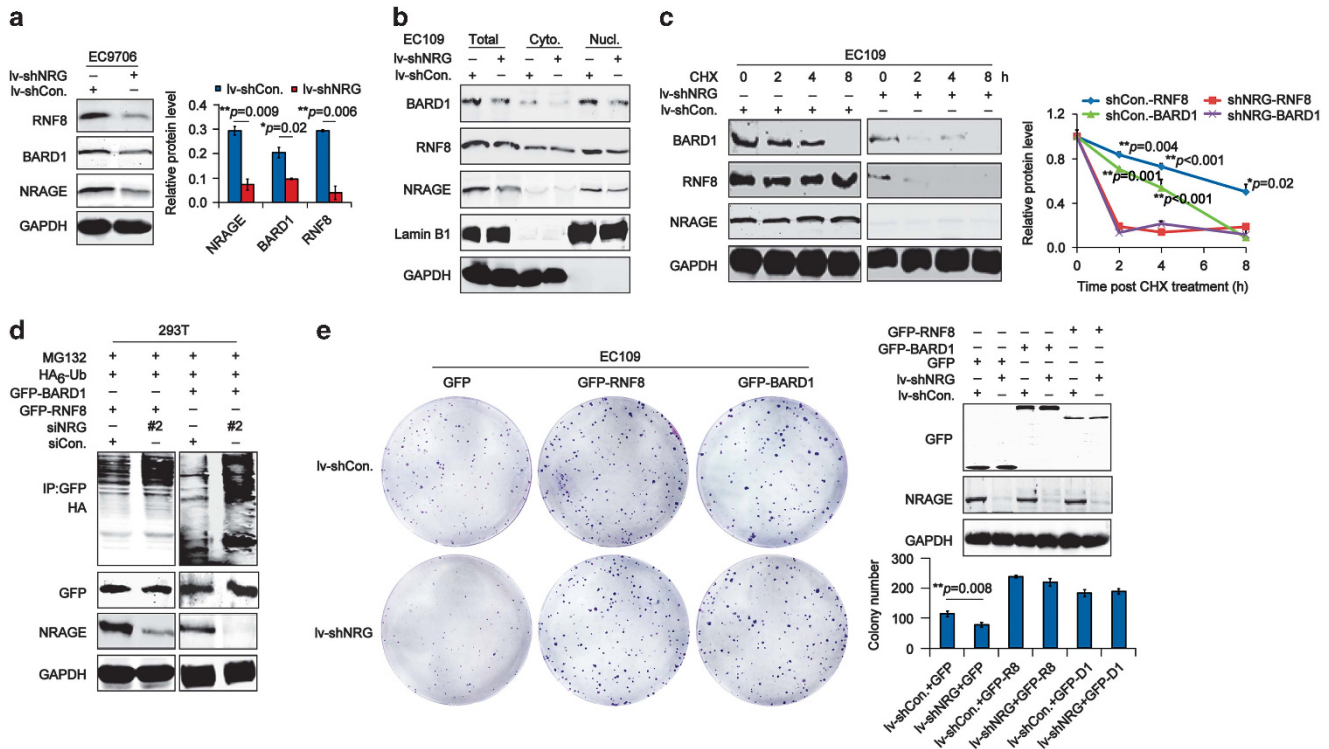 a
EC9706
lv-shNRG – +
lv-shCon. + –
RNF8
BARD1
NRAGE
GAPDH
lv-shCon. lv-shNRG
**p=0.009 **p=0.006
*p=0.02
Relative protein level
0.4
0.3
0.2
0.1
0.0
NRAGE BARD1 RNF8
b
EC109 Total Cyto. Nucl.
lv-shNRG – + – + – +
lv-shCon. + – + – + –
BARD1
RNF8
NRAGE
Lamin B1
GAPDH
c
EC109
CHX 0 2 4 8 0 2 4 8 h
lv-shNRG – – – – + + + +
lv-shCon. + + + + – – – –
BARD1
RNF8
NRAGE
GAPDH
shCon.-RNF8 shNRG-RNF8
shCon-BARD1 shNRG-BARD1
Relative protein level
1.2
0.8
0.4
0.0
**p=0.004
**p<0.001
**p=0.001
**p<0.001
*p=0.02
0 2 4 6 8
Time post CHX treatment (h)
d
293T
MG132 + + + +
HA6-Ub + + + +
GFP-BARD1 – – + +
GFP-RNF8 + + – –
siNRG – #2 – #2
siCon. + – + –
IP:GFP
HA
GFP
NRAGE
GAPDH
e
EC109
GFP GFP-RNF8 GFP-BARD1
lv-shCon.
lv-shNRG
GFP-RNF8 – – – – + +
GFP-BARD1 – – + + – –
GFP + + – – – –
lv-shNRG – + – + – +
lv-shCon. + – + – + –
GFP
NRAGE
GAPDH
Colony number
300
200
100
0
**p=0.008
lv-shCon.+GFP
lv-shNRG+GFP
lv-shCon.+GFP-R8
lv-shNRG+GFP-R8
lv-shCon.+GFP-D1
lv-shNRG+GFP-D1